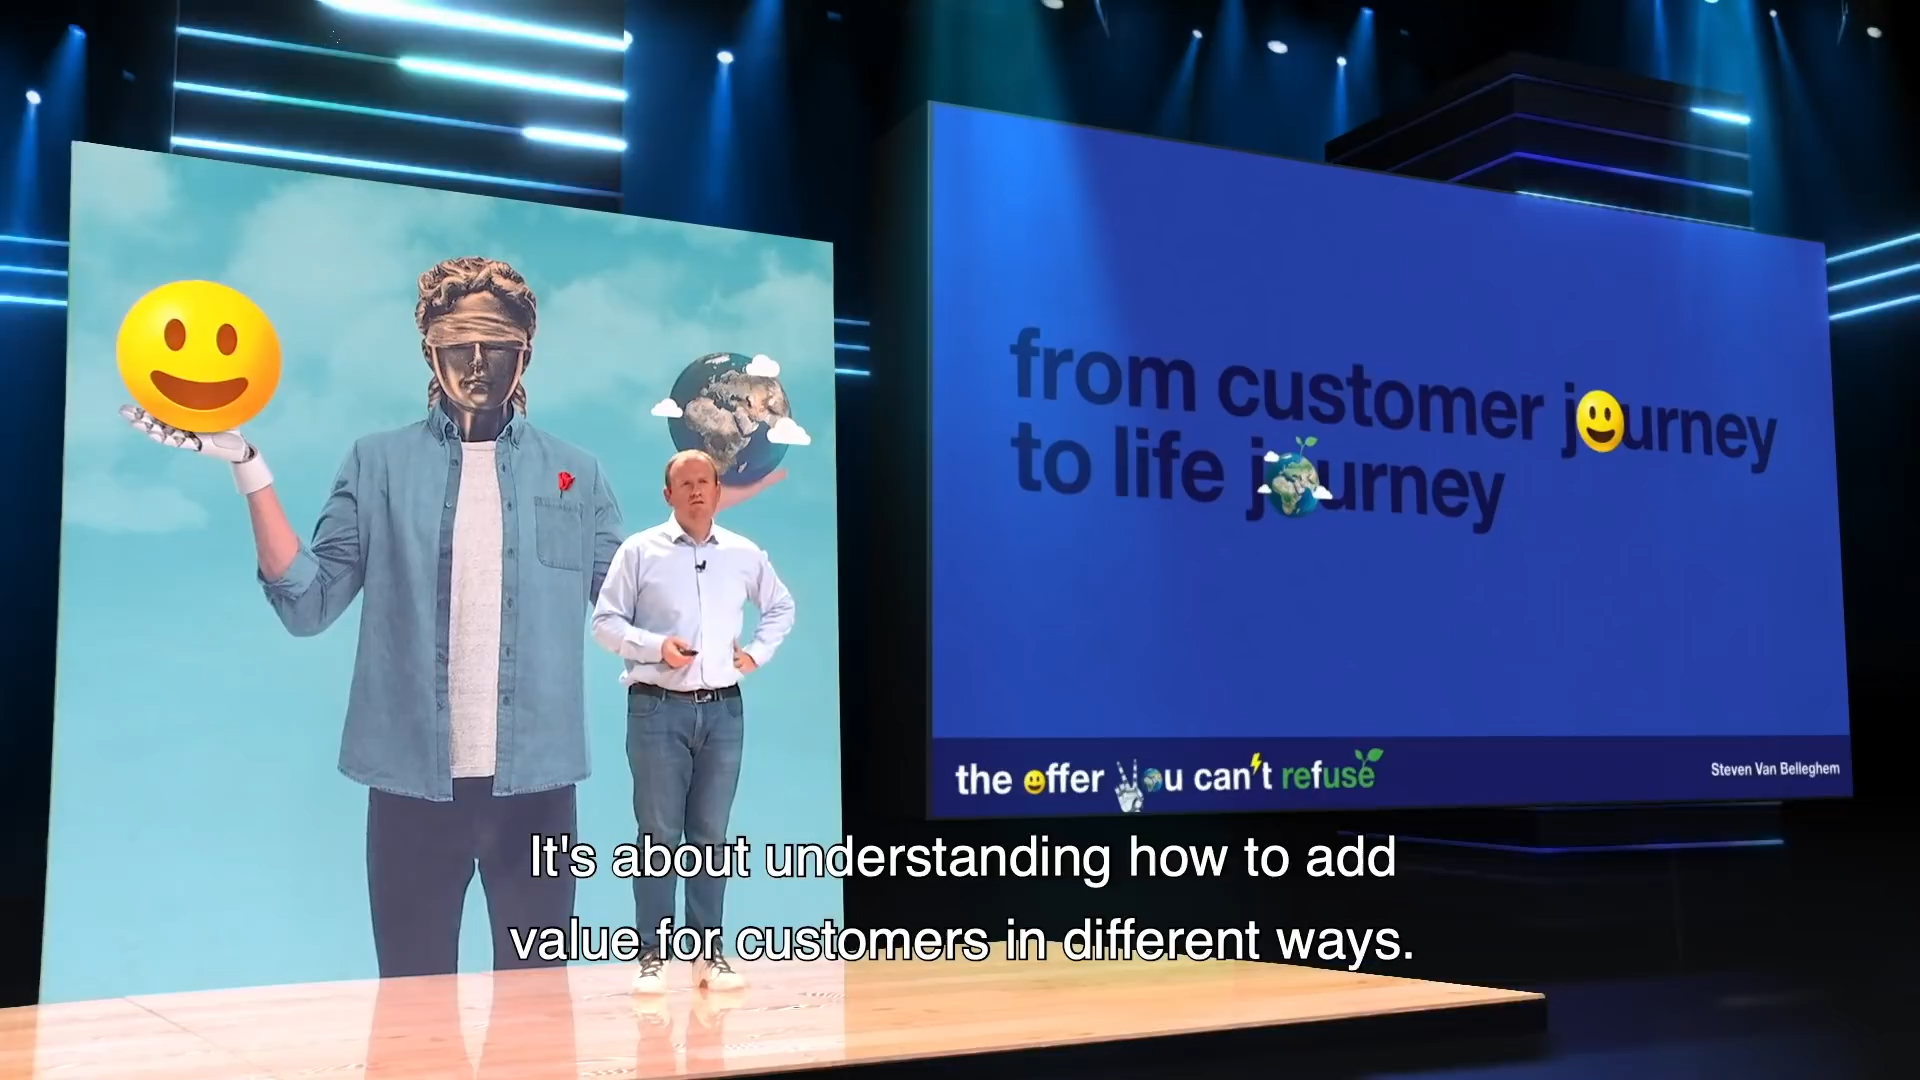 from customer journey
to life journey
the offer you can't refuse
Steven Van Belleghem
It's about understanding how to add
value for customers in different ways.